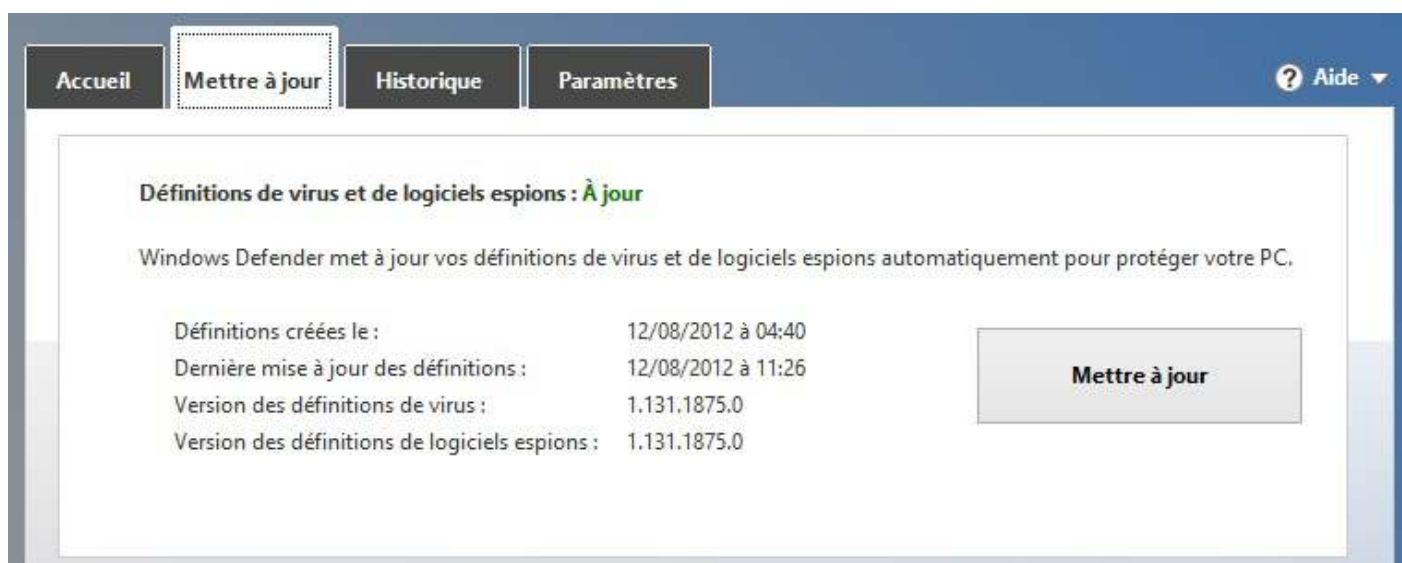 Accueil Mettre à jour Historique Paramètres ? Aide
Définitions de virus et de logiciels espions : À jour
Windows Defender met à jour vos définitions de virus et de logiciels espions automatiquement pour protéger votre PC.
Définitions créées le : 12/08/2012 à 04:40
Dernière mise à jour des définitions : 12/08/2012 à 11:26
Mettre à jour
Version des définitions de virus : 1.131.1875.0
Version des définitions de logiciels espions : 1.131.1875.0